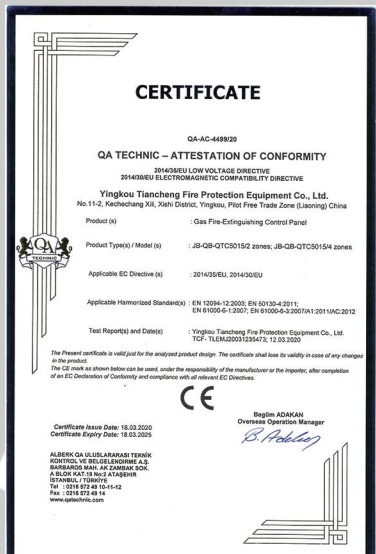 CERTIFICATE
QA-AC-4499/20
QA TECHNIC – ATTESTATION OF CONFORMITY
2014/35/EU LOW VOLTAGE DIRECTIVE
2014/30/EU ELECTROMAGNETIC COMPATIBILITY DIRECTIVE
Yingkou Tiancheng Fire Protection Equipment Co., Ltd.
No.11-2, Kechechang Xili, Xishi District, Yingkou, Pilot Free Trade Zone (Liaoning) China
Product (s) : Gas Fire-Extinguishing Control Panel
QA
TECHNIC
Product Type(s) / Model (s) : JB-QB-QTC5015/2 zones; JB-QB-QTC5015/4 zones
Applicable EC Directive (s) : 2014/35/EU, 2014/30/EU
Applicable Harmonized Standard(s) : EN 12094-12:2003; EN 50130-4:2011;
EN 61000-6-1:2007; EN 61000-6-3:2007/A1:2011/AC:2012
Test Report(s) and Date(s) : Yingkou Tiancheng Fire Protection Equipment Co., Ltd.
TCF- TLEMJ20031235473; 12.03.2020
The Present certificate is valid just for the analysed product design. The certificate shall lose its validity in case of any changes
in the product.
The CE mark as shown below can be used, under the responsibility of the manufacturer or the importer, after completion
of an EC Declaration of Conformity and compliance with all relevant EC Directives.
CE
Certificate Issue Date: 18.03.2020
Certificate Expiry Date: 18.03.2025
Begüm ADAKAN
Overseas Operation Manager
ALBERK QA ULUSLARARASI TEKNİK
KONTROL VE BELGELENDİRME A.Ş.
BARBAROS MAH. AK ZAMBAK SOK.
A BLOK KAT.19 No:2 ATAŞEHİR
İSTANBUL / TÜRKİYE
Tel : 0216 572 49 10-11-12
Fax : 0216 572 49 14
www.qatechnic.com